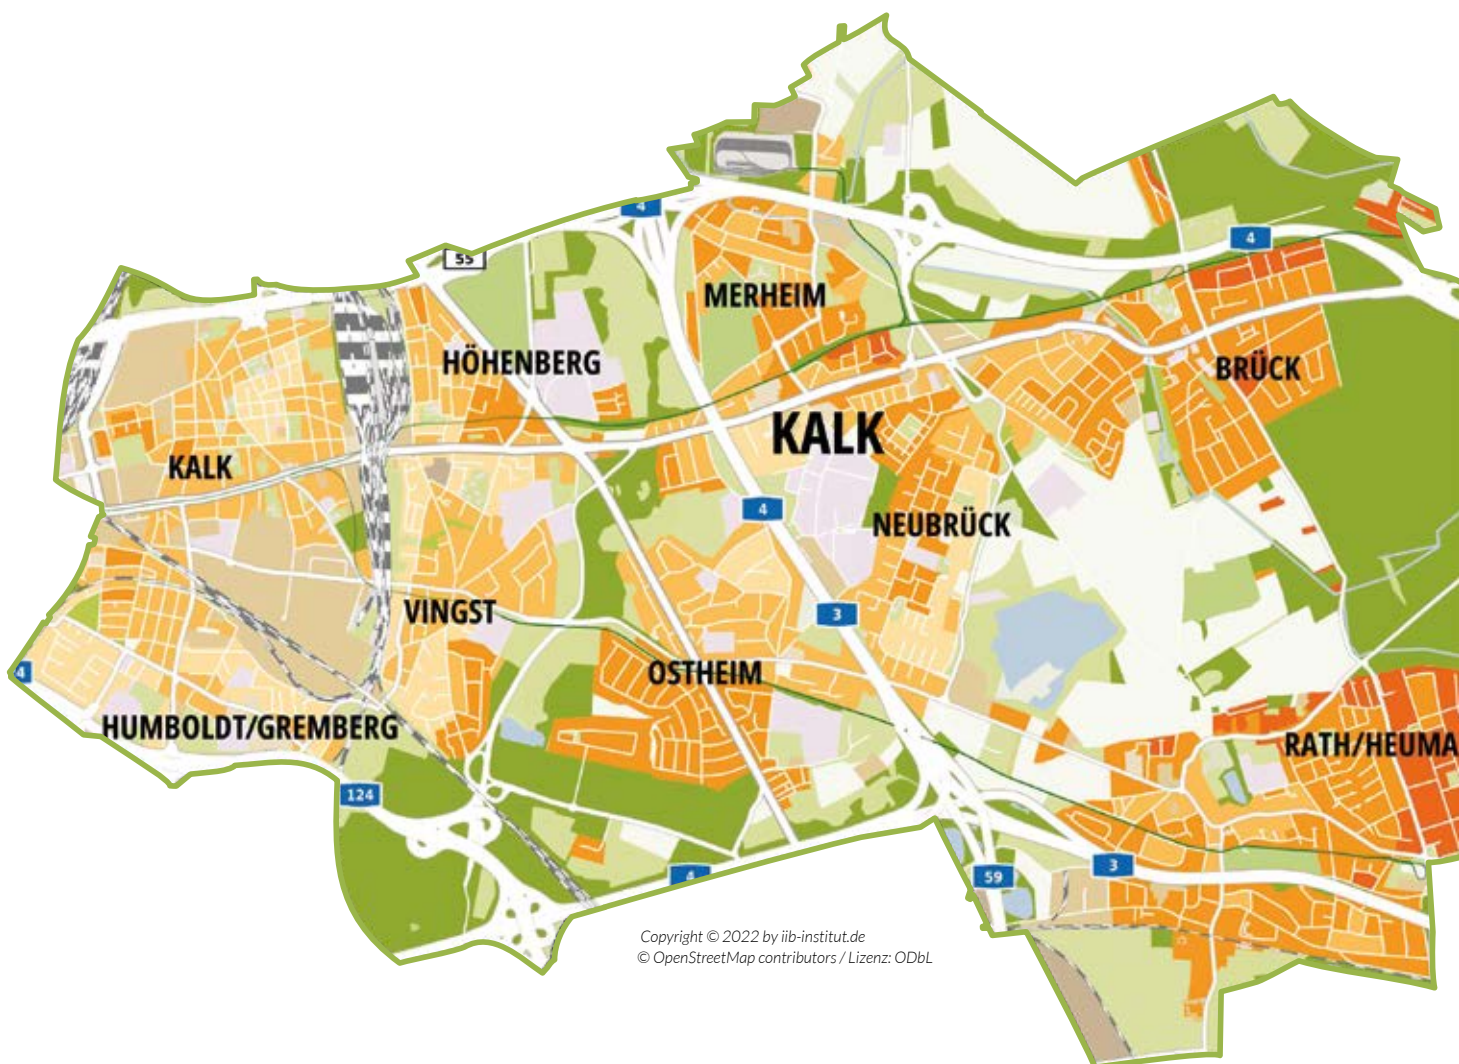 4
4
55
MERHEIM
HÖHENBERG
BRÜCK
KALK
KALK
4
NEUBRÜCK
VINGST
3
OSTHEIM
4
HUMBOLDT/GREMBERG
RATH/HEUMA
124
3
4
59
Copyright © 2022 by iib-institut.de
© OpenStreetMap contributors / Lizenz: ODbL